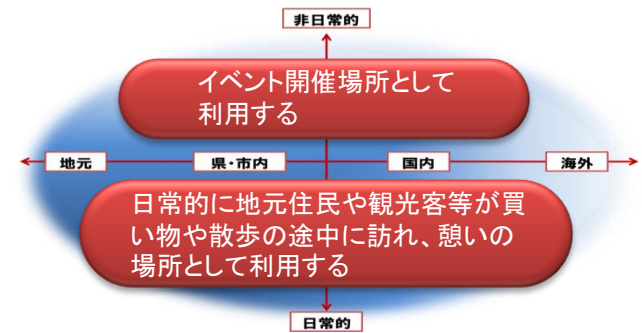 非日常的
イベント開催場所として
利用する
地元
県・市内
国内
海外
日常的に地元住民や観光客等が買
い物や散歩の途中に訪れ、憩いの
場所として利用する
日常的